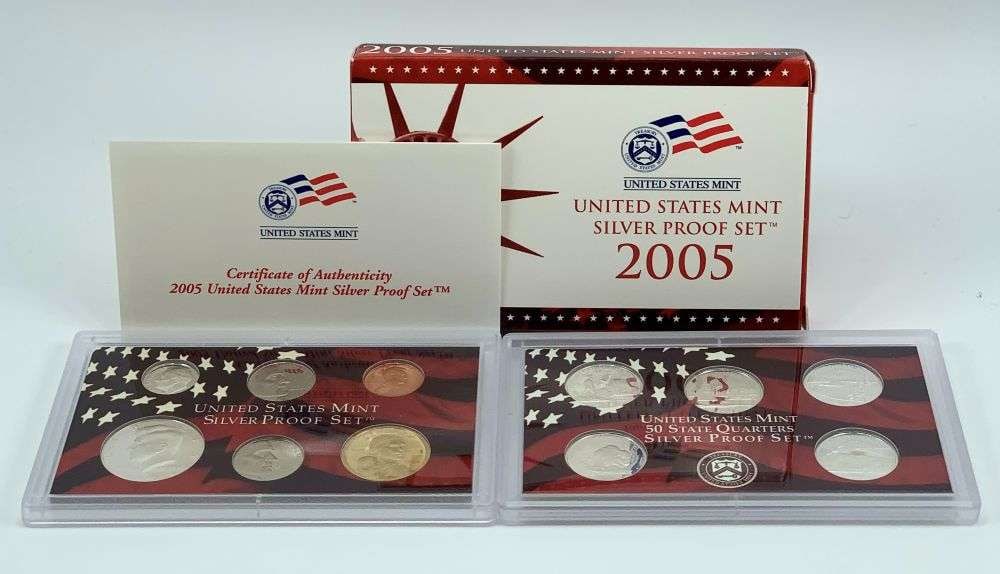 2005 UNITED STATES MINT SILVER PROOF SET
UNITED STATES MINT
UNITED STATES MINT
SILVER PROOF SET™
2005
UNITED STATES MINT
Certificate of Authenticity
2005 United States Mint Silver Proof Set™
UNITED STATES MINT
SILVER PROOF SET™
UNITED STATES MINT
50 STATE QUARTERS
SILVER PROOF SET™